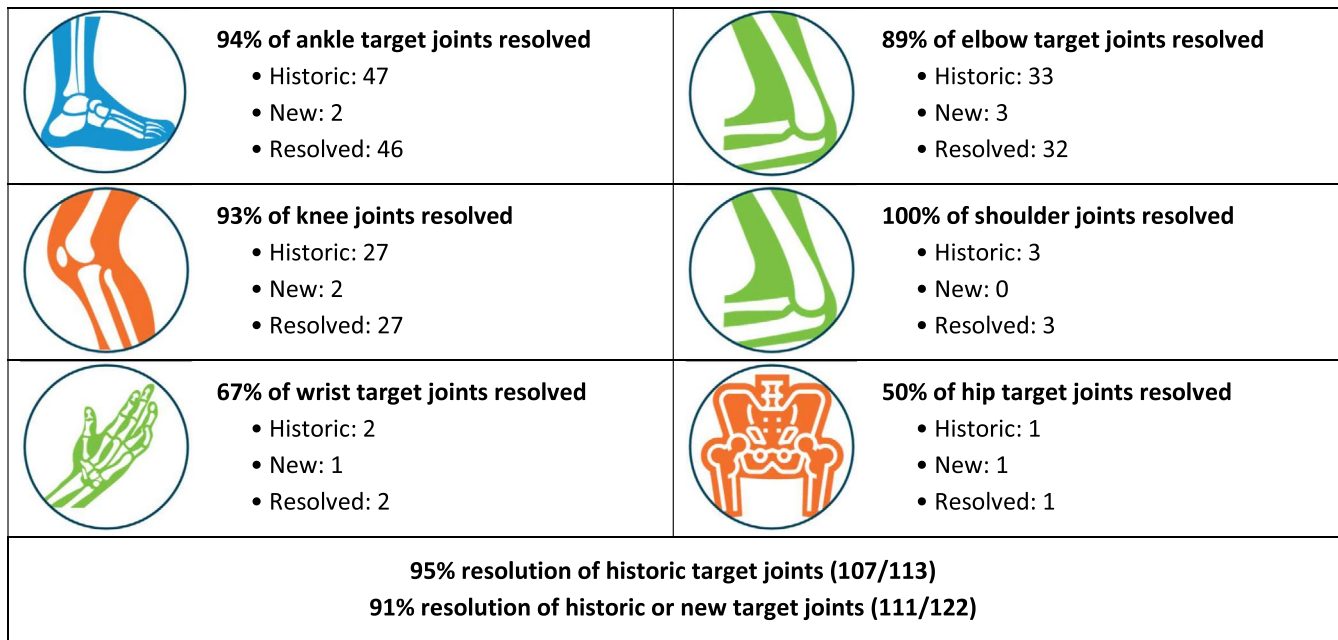 94% of ankle target joints resolved
• Historic: 47
• New: 2
• Resolved: 46
89% of elbow target joints resolved
• Historic: 33
• New: 3
• Resolved: 32
93% of knee joints resolved
• Historic: 27
• New: 2
• Resolved: 27
100% of shoulder joints resolved
• Historic: 3
• New: 0
• Resolved: 3
67% of wrist target joints resolved
• Historic: 2
• New: 1
• Resolved: 2
50% of hip target joints resolved
• Historic: 1
• New: 1
• Resolved: 1
95% resolution of historic target joints (107/113)
91% resolution of historic or new target joints (111/122)